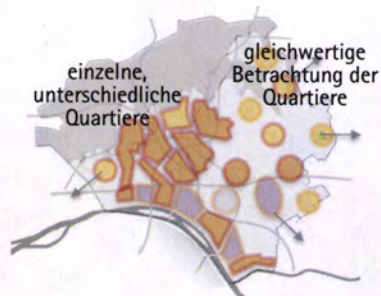 einzelne,
unterschiedliche
Quartiere
gleichwertige
Betrachtung der
Quartiere